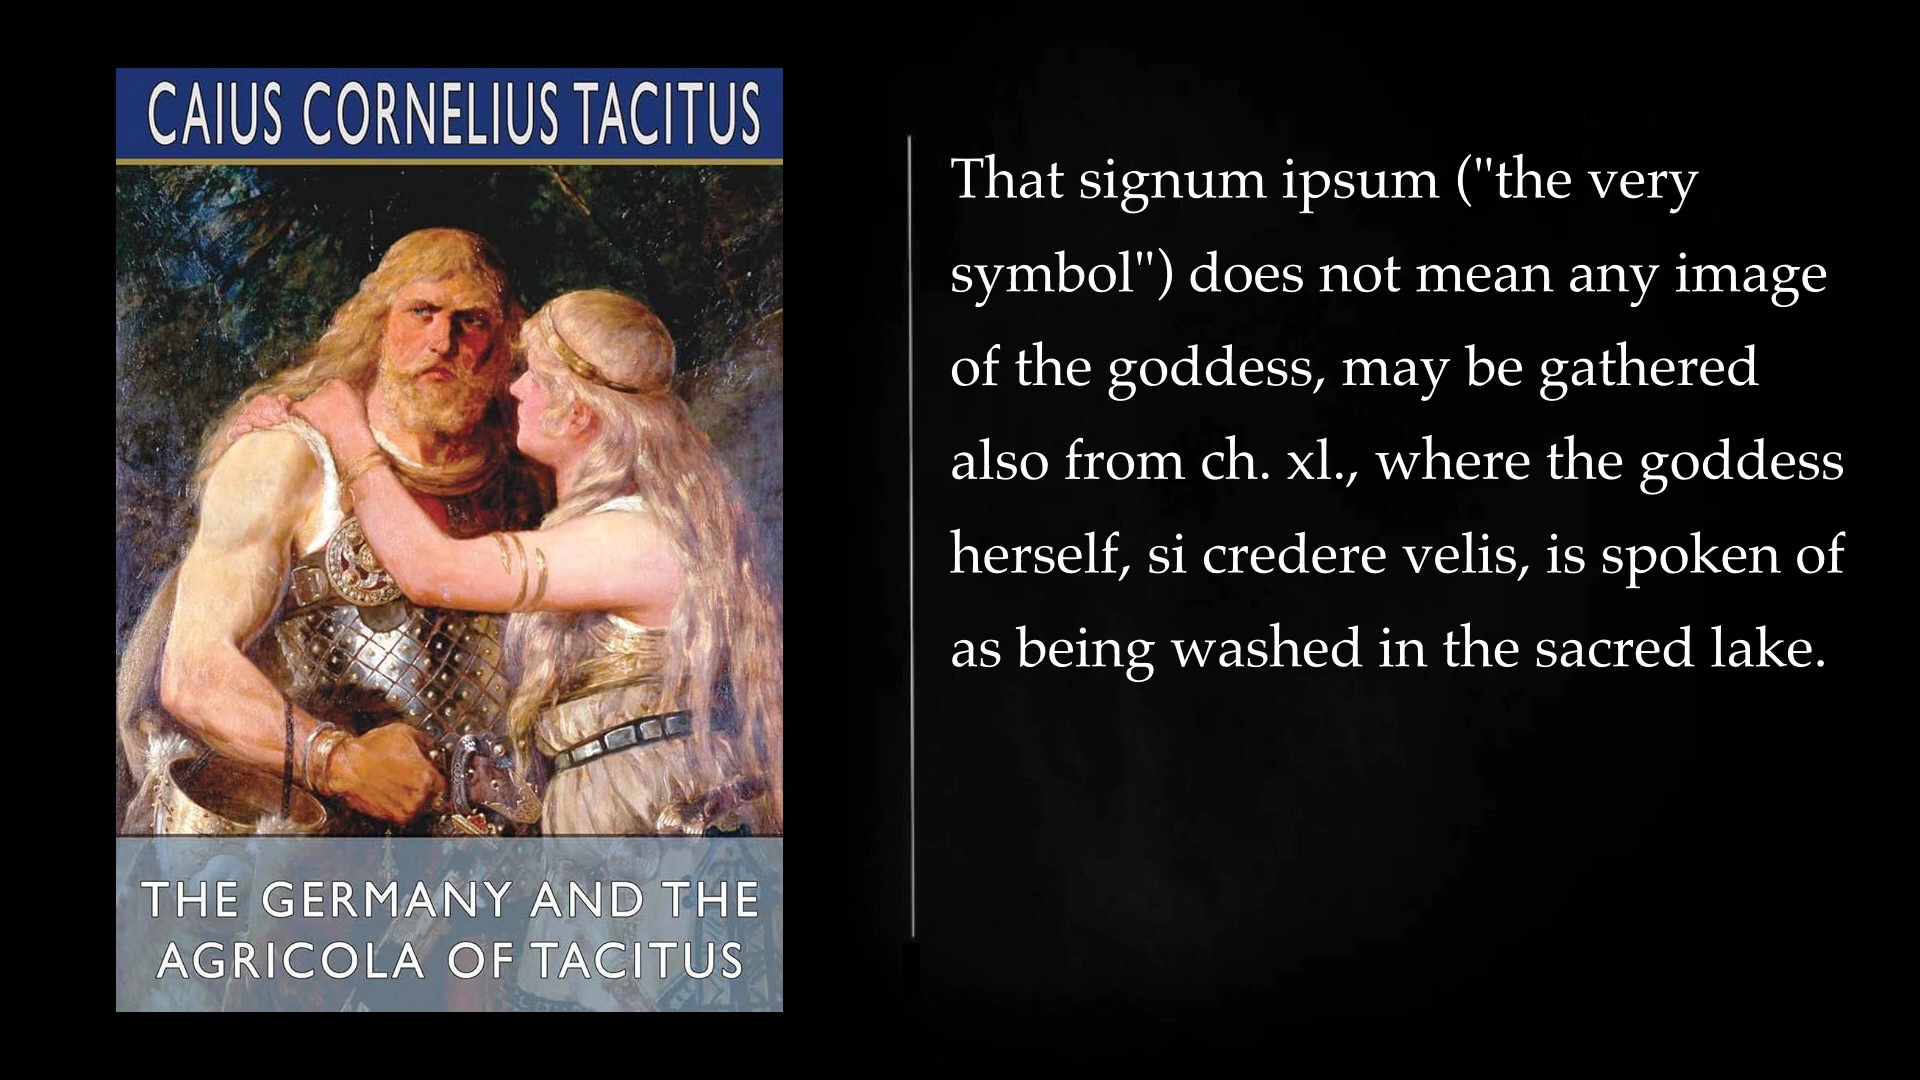 CAIUS CORNELIUS TACITUS
THE GERMANY AND THE
AGRICOLA OF TACITUS
That signum ipsum ("the very
symbol") does not mean any image
of the goddess, may be gathered
also from ch. xl., where the goddess
herself, si credere velis, is spoken of
as being washed in the sacred lake.